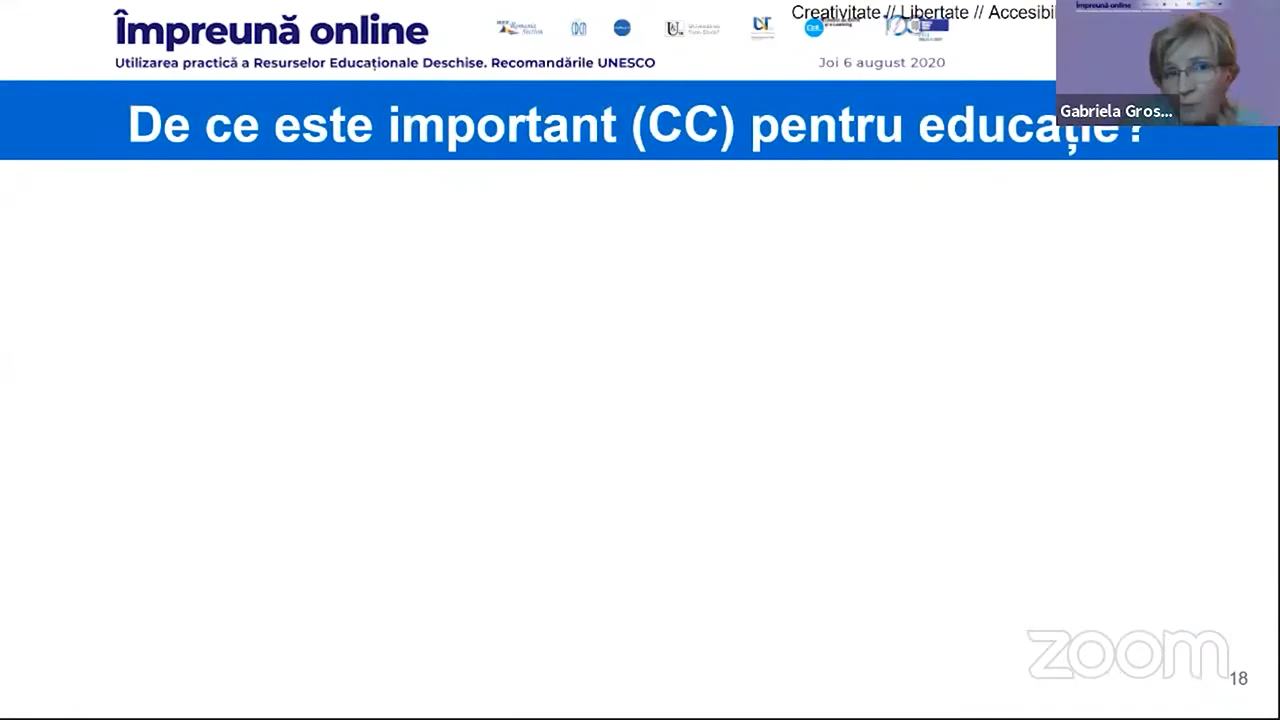 Împreună online
Creativitate // Libertate // Accesibi
Utilizarea practică a Resurselor Educaționale Deschise. Recomandările UNESCO
Joi 6 august 2020
Gabriela Gros...
De ce este important (CC) pentru educație?
zoom
18